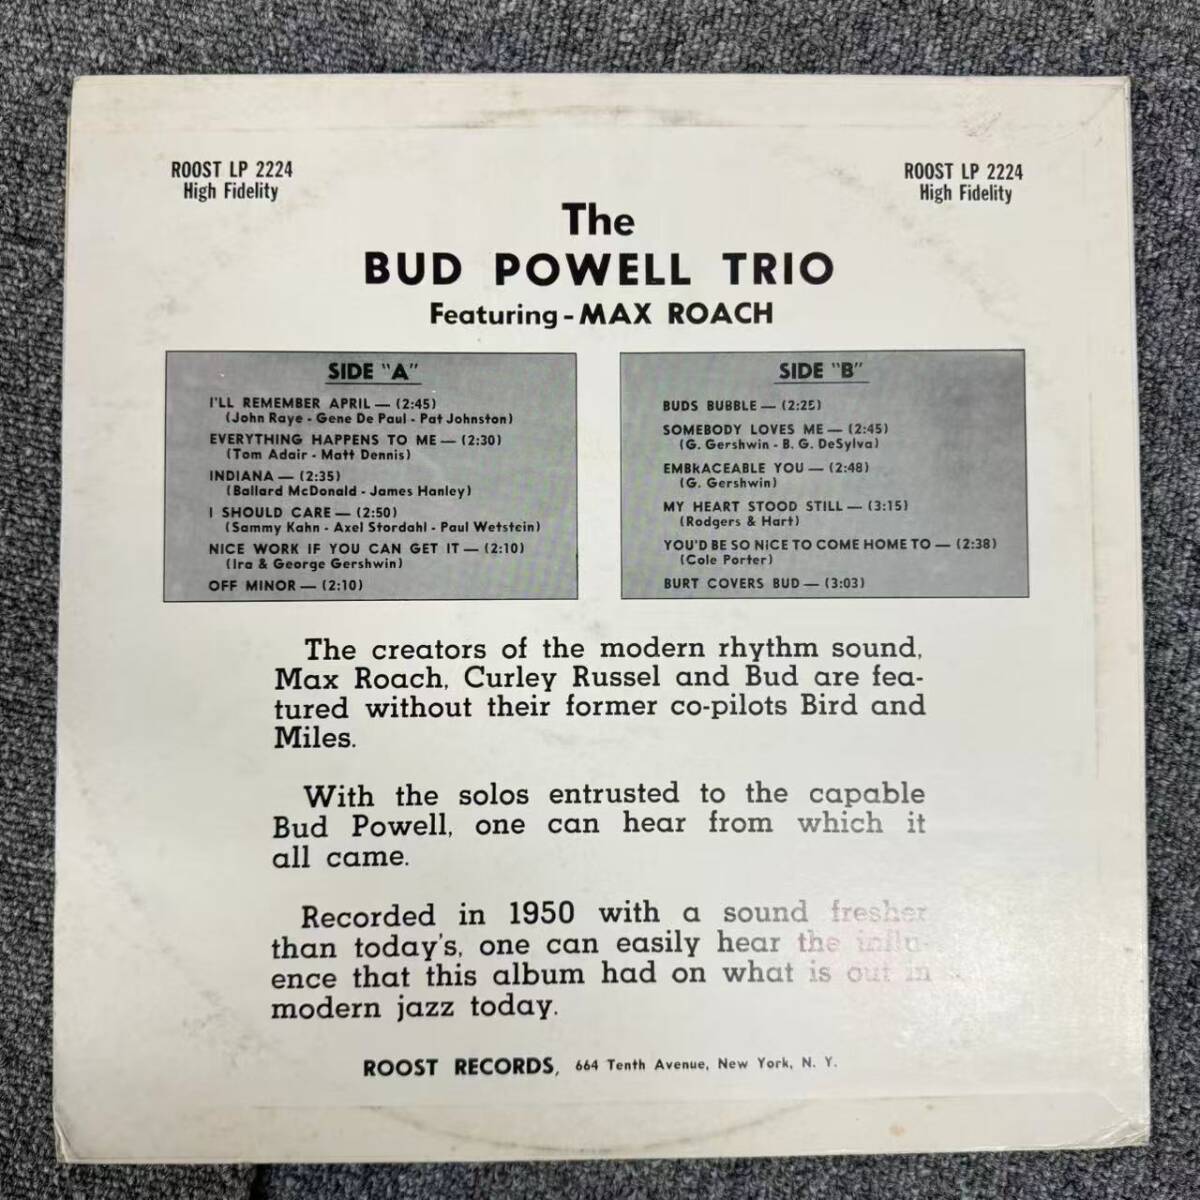 ROOST LP 2224
High Fidelity
ROOST LP 2224
High Fidelity
The
BUD POWELL TRIO
Featuring - MAX ROACH
SIDE "A"
I'LL REMEMBER APRIL — (2:45)
(John Raye - Gene De Paul - Pat Johnston)
EVERYTHING HAPPENS TO ME — (2:30)
(Tom Adair - Matt Dennis)
INDIANA — (2:35)
(Ballard McDonald - James Hanley)
I SHOULD CARE — (2:50)
(Sammy Kahn - Axel Stordahl - Paul Wetstein)
NICE WORK IF YOU CAN GET IT — (2:10)
(Ira & George Gershwin)
OFF MINOR — (2:10)
SIDE "B"
BUDS BUBBLE — (2:25)
SOMEBODY LOVES ME — (2:45)
(G. Gershwin - B. G. DeSylva)
EMBRACEABLE YOU — (2:48)
(G. Gershwin)
MY HEART STOOD STILL — (3:15)
(Rodgers & Hart)
YOU'D BE SO NICE TO COME HOME TO — (2:38)
(Cole Porter)
BURT COVERS BUD — (3:03)
The creators of the modern rhythm sound,
Max Roach, Curley Russel and Bud are fea-
tured without their former co-pilots Bird and
Miles.
With the solos entrusted to the capable
Bud Powell, one can hear from which it
all came.
Recorded in 1950 with a sound fresher
than today's, one can easily hear the influ-
ence that this album had on what is out in
modern jazz today.
ROOST RECORDS, 664 Tenth Avenue, New York, N. Y.